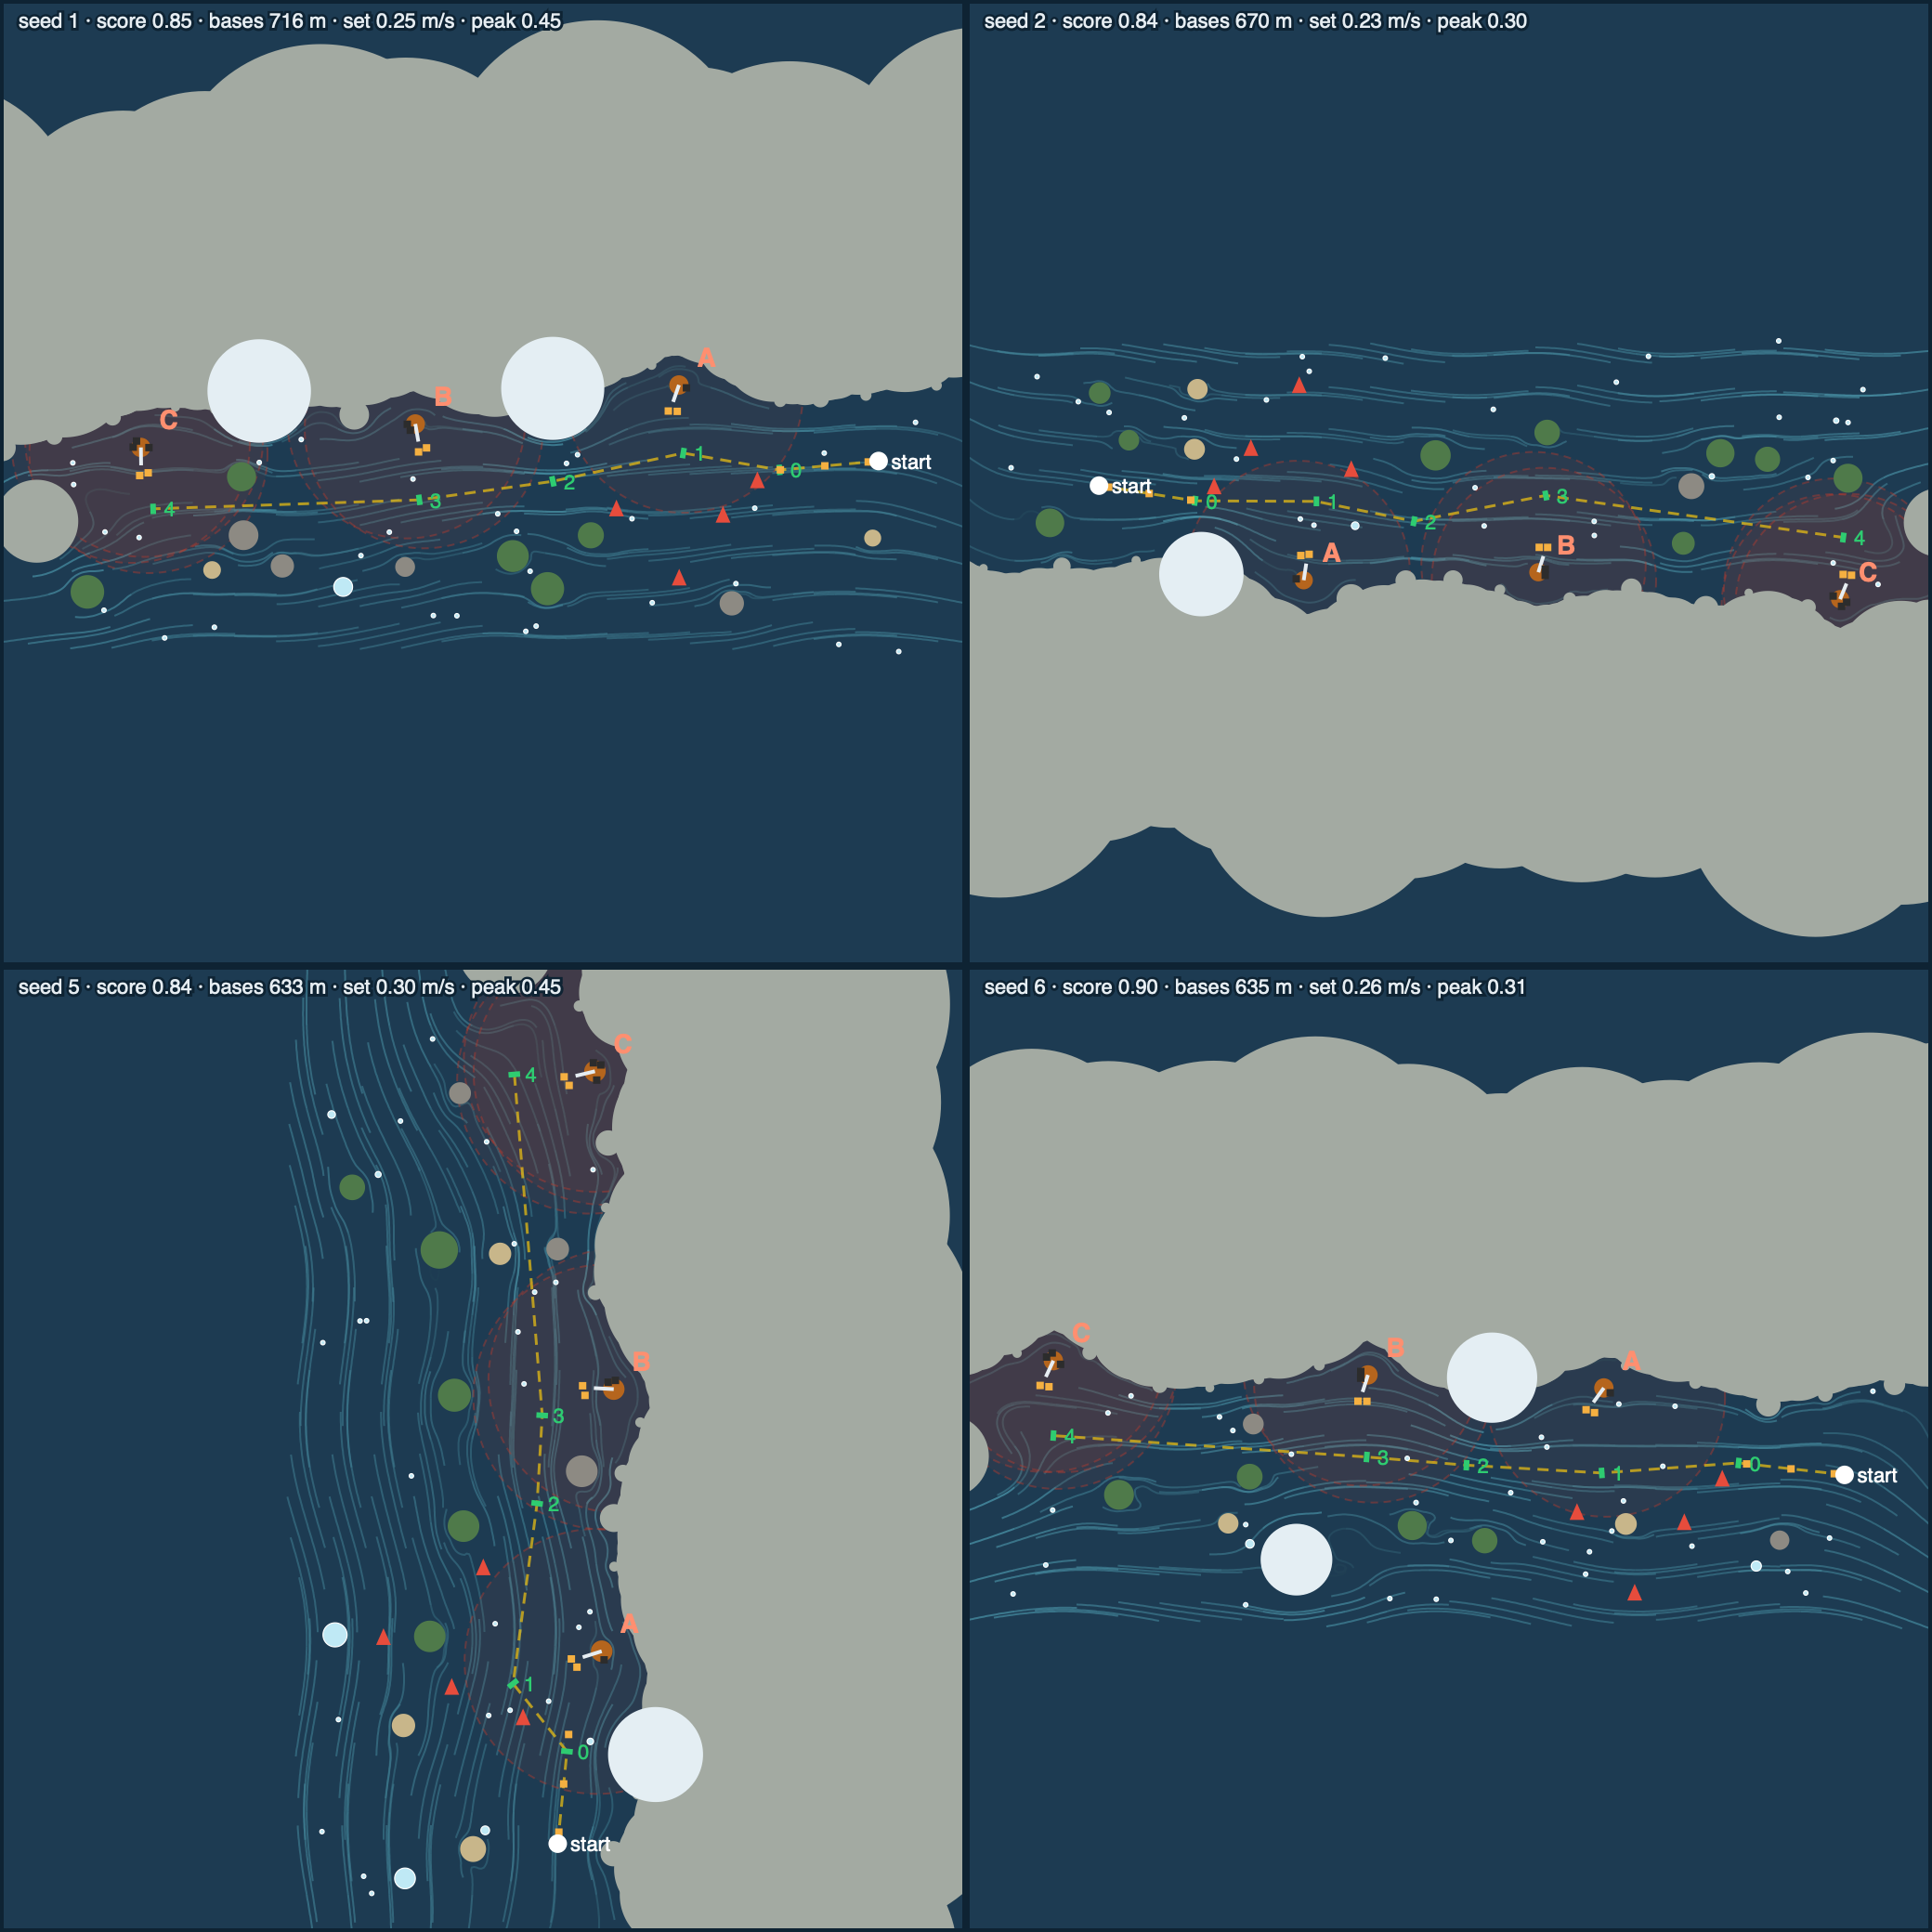 seed 1 · score 0.85 · bases 716 m · set 0.25 m/s · peak 0.45
A
B
C
1
0
start
2
3
4
seed 2 · score 0.84 · bases 670 m · set 0.23 m/s · peak 0.30
start
0
1
2
3
4
A
B
C
seed 5 · score 0.84 · bases 633 m · set 0.30 m/s · peak 0.45
C
4
B
3
2
A
1
0
start
seed 6 · score 0.90 · bases 635 m · set 0.26 m/s · peak 0.31
C
B
A
4
3
2
1
0
start